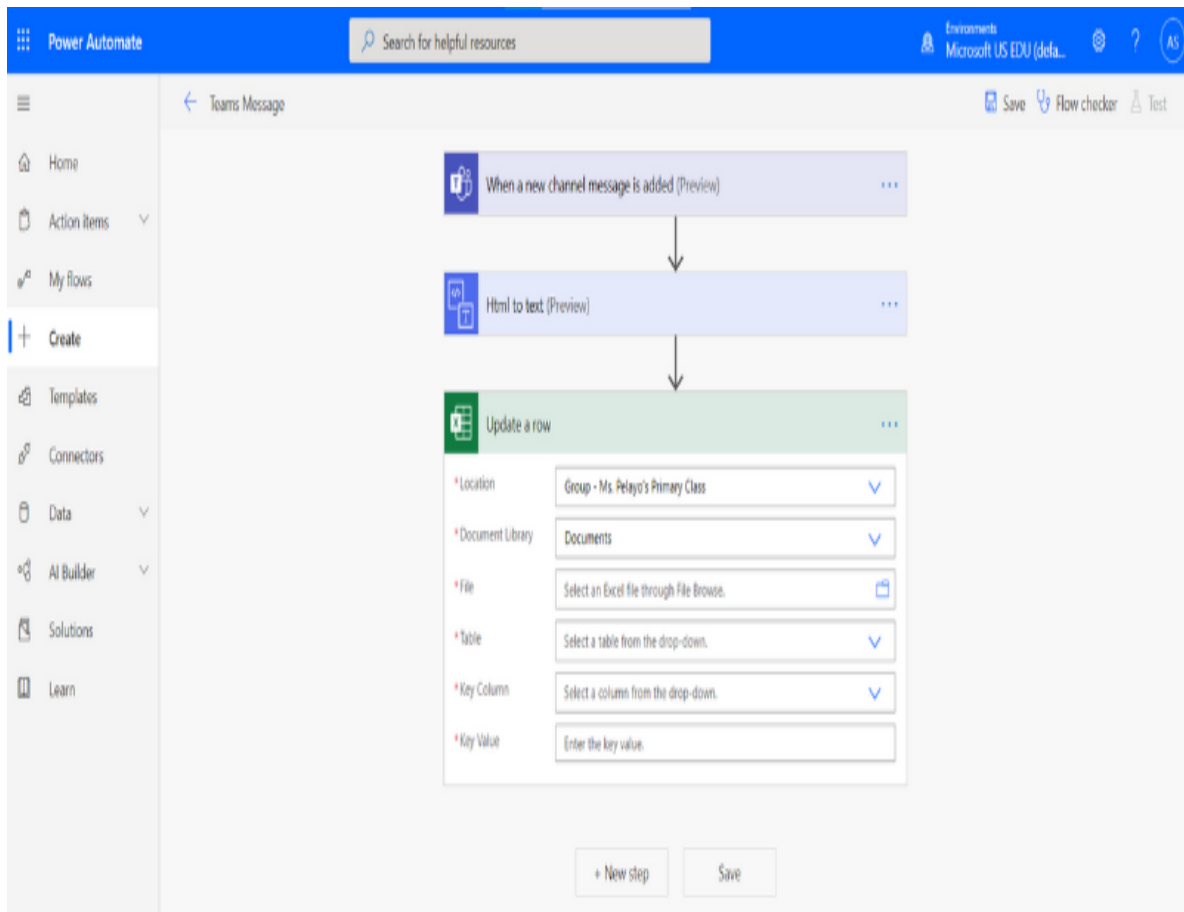 Power Automate
Search for helpful resources
Environments
Microsoft US EDU (defa...
?
AS
Teams Message
Save
Flow checker
Test
Home
Action items
My flows
Create
Templates
Connectors
Data
AI Builder
Solutions
Learn
When a new channel message is added (Preview)
Html to text (Preview)
Update a row
*Location
Group - Ms. Pelayo's Primary Class
*Document Library
Documents
*File
Select an Excel file through File Browse.
*Table
Select a table from the drop-down.
*Key Column
Select a column from the drop-down.
*Key Value
Enter the key value.
+ New step
Save